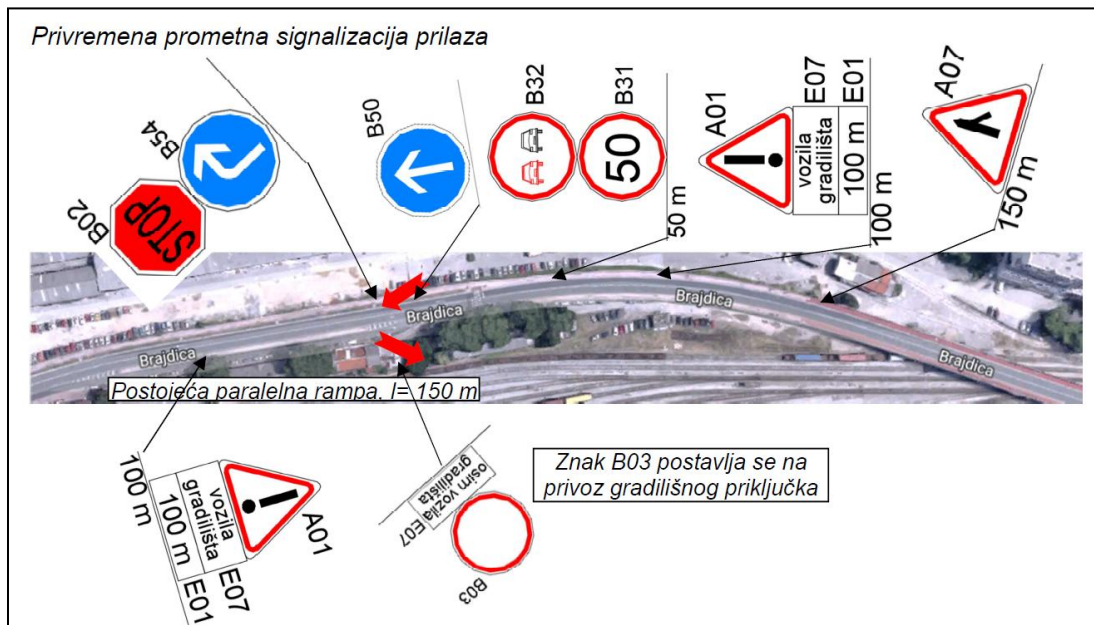 Privremena prometna signalizacija prilaza
B54
B02
STOP
B50
B32
B31
50
50 m
A01
E07
E01
vozila
gradilišta
100 m
100 m
A07
150 m
Brajdica
Brajdica
Brajdica
Brajdica
Postojeća paralelna rampa, l= 150 m
100 m
100 m
vozila
gradilišta
E01
E07
A01
osim vozila
gradilišta
E07
B03
Znak B03 postavlja se na
privoz gradilišnog priključka